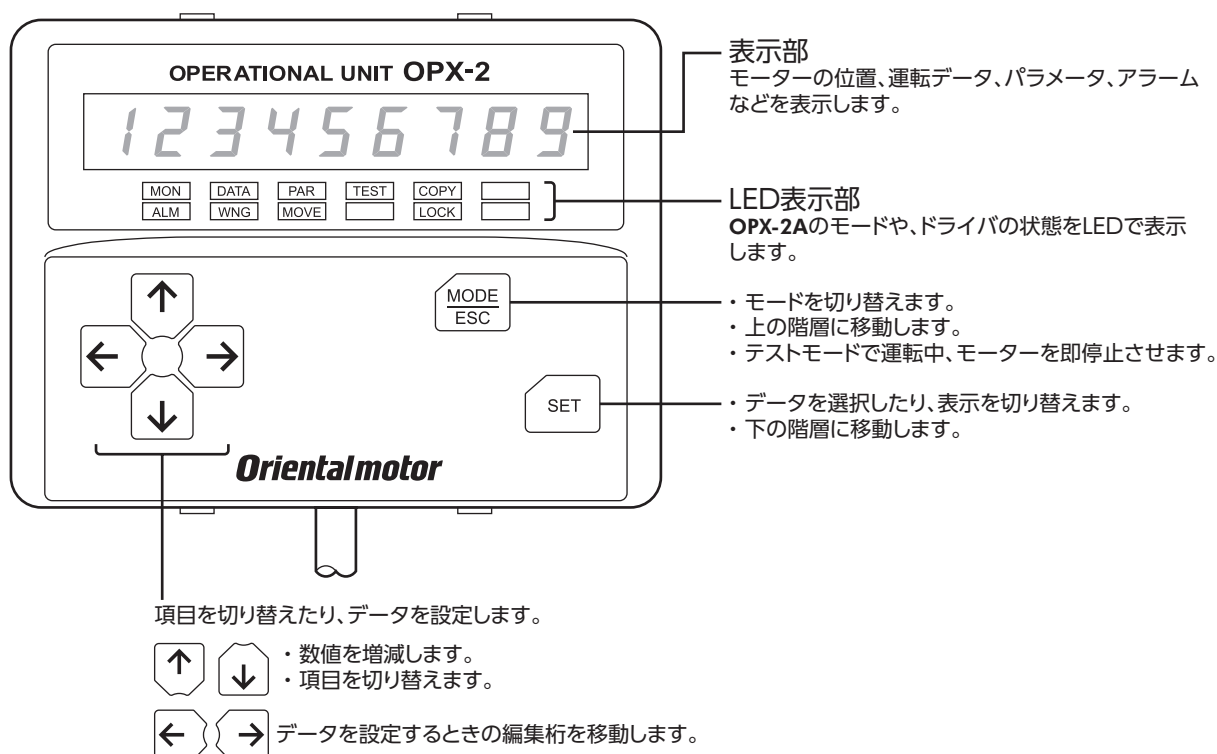 OPERATIONAL UNIT OPX-2
123456789
MON DATA PAR TEST COPY
ALM WNG MOVE LOCK
MODE
ESC
SET
Orientalmotor
表示部
モーターの位置、運転データ、パラメータ、アラーム
などを表示します。
LED表示部
OPX-2Aのモードや、ドライバの状態をLEDで表示
します。
・ モードを切り替えます。
・ 上の階層に移動します。
・ テストモードで運転中、モーターを即停止させます。
・ データを選択したり、表示を切り替えます。
・ 下の階層に移動します。
項目を切り替えたり、データを設定します。
↑ ↓
・ 数値を増減します。
・ 項目を切り替えます。
← → データを設定するときの編集桁を移動します。